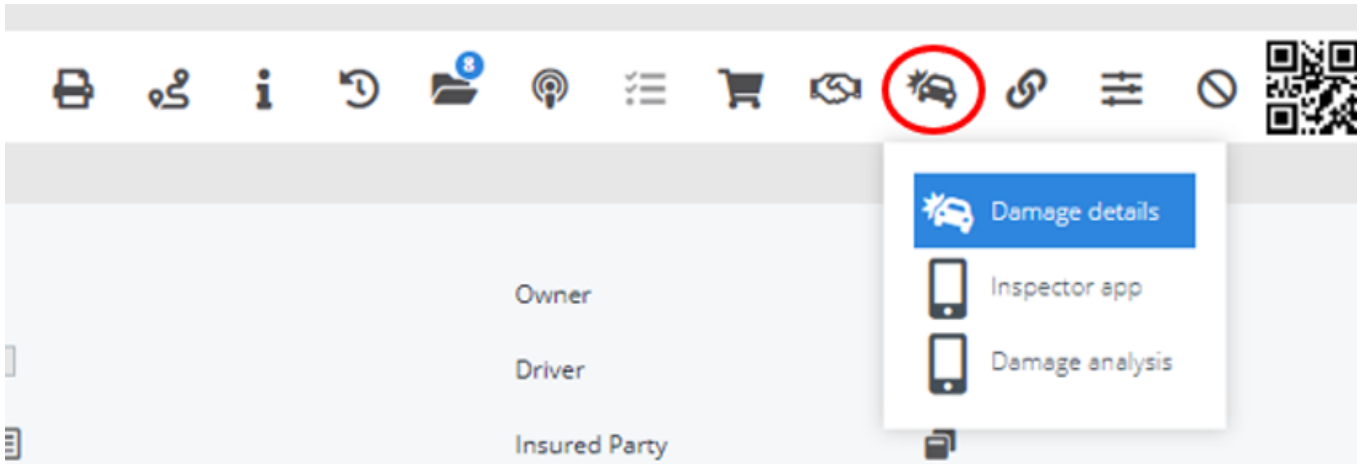 8
Damage details
Inspector app
Owner
Damage analysis
Driver
Insured Party